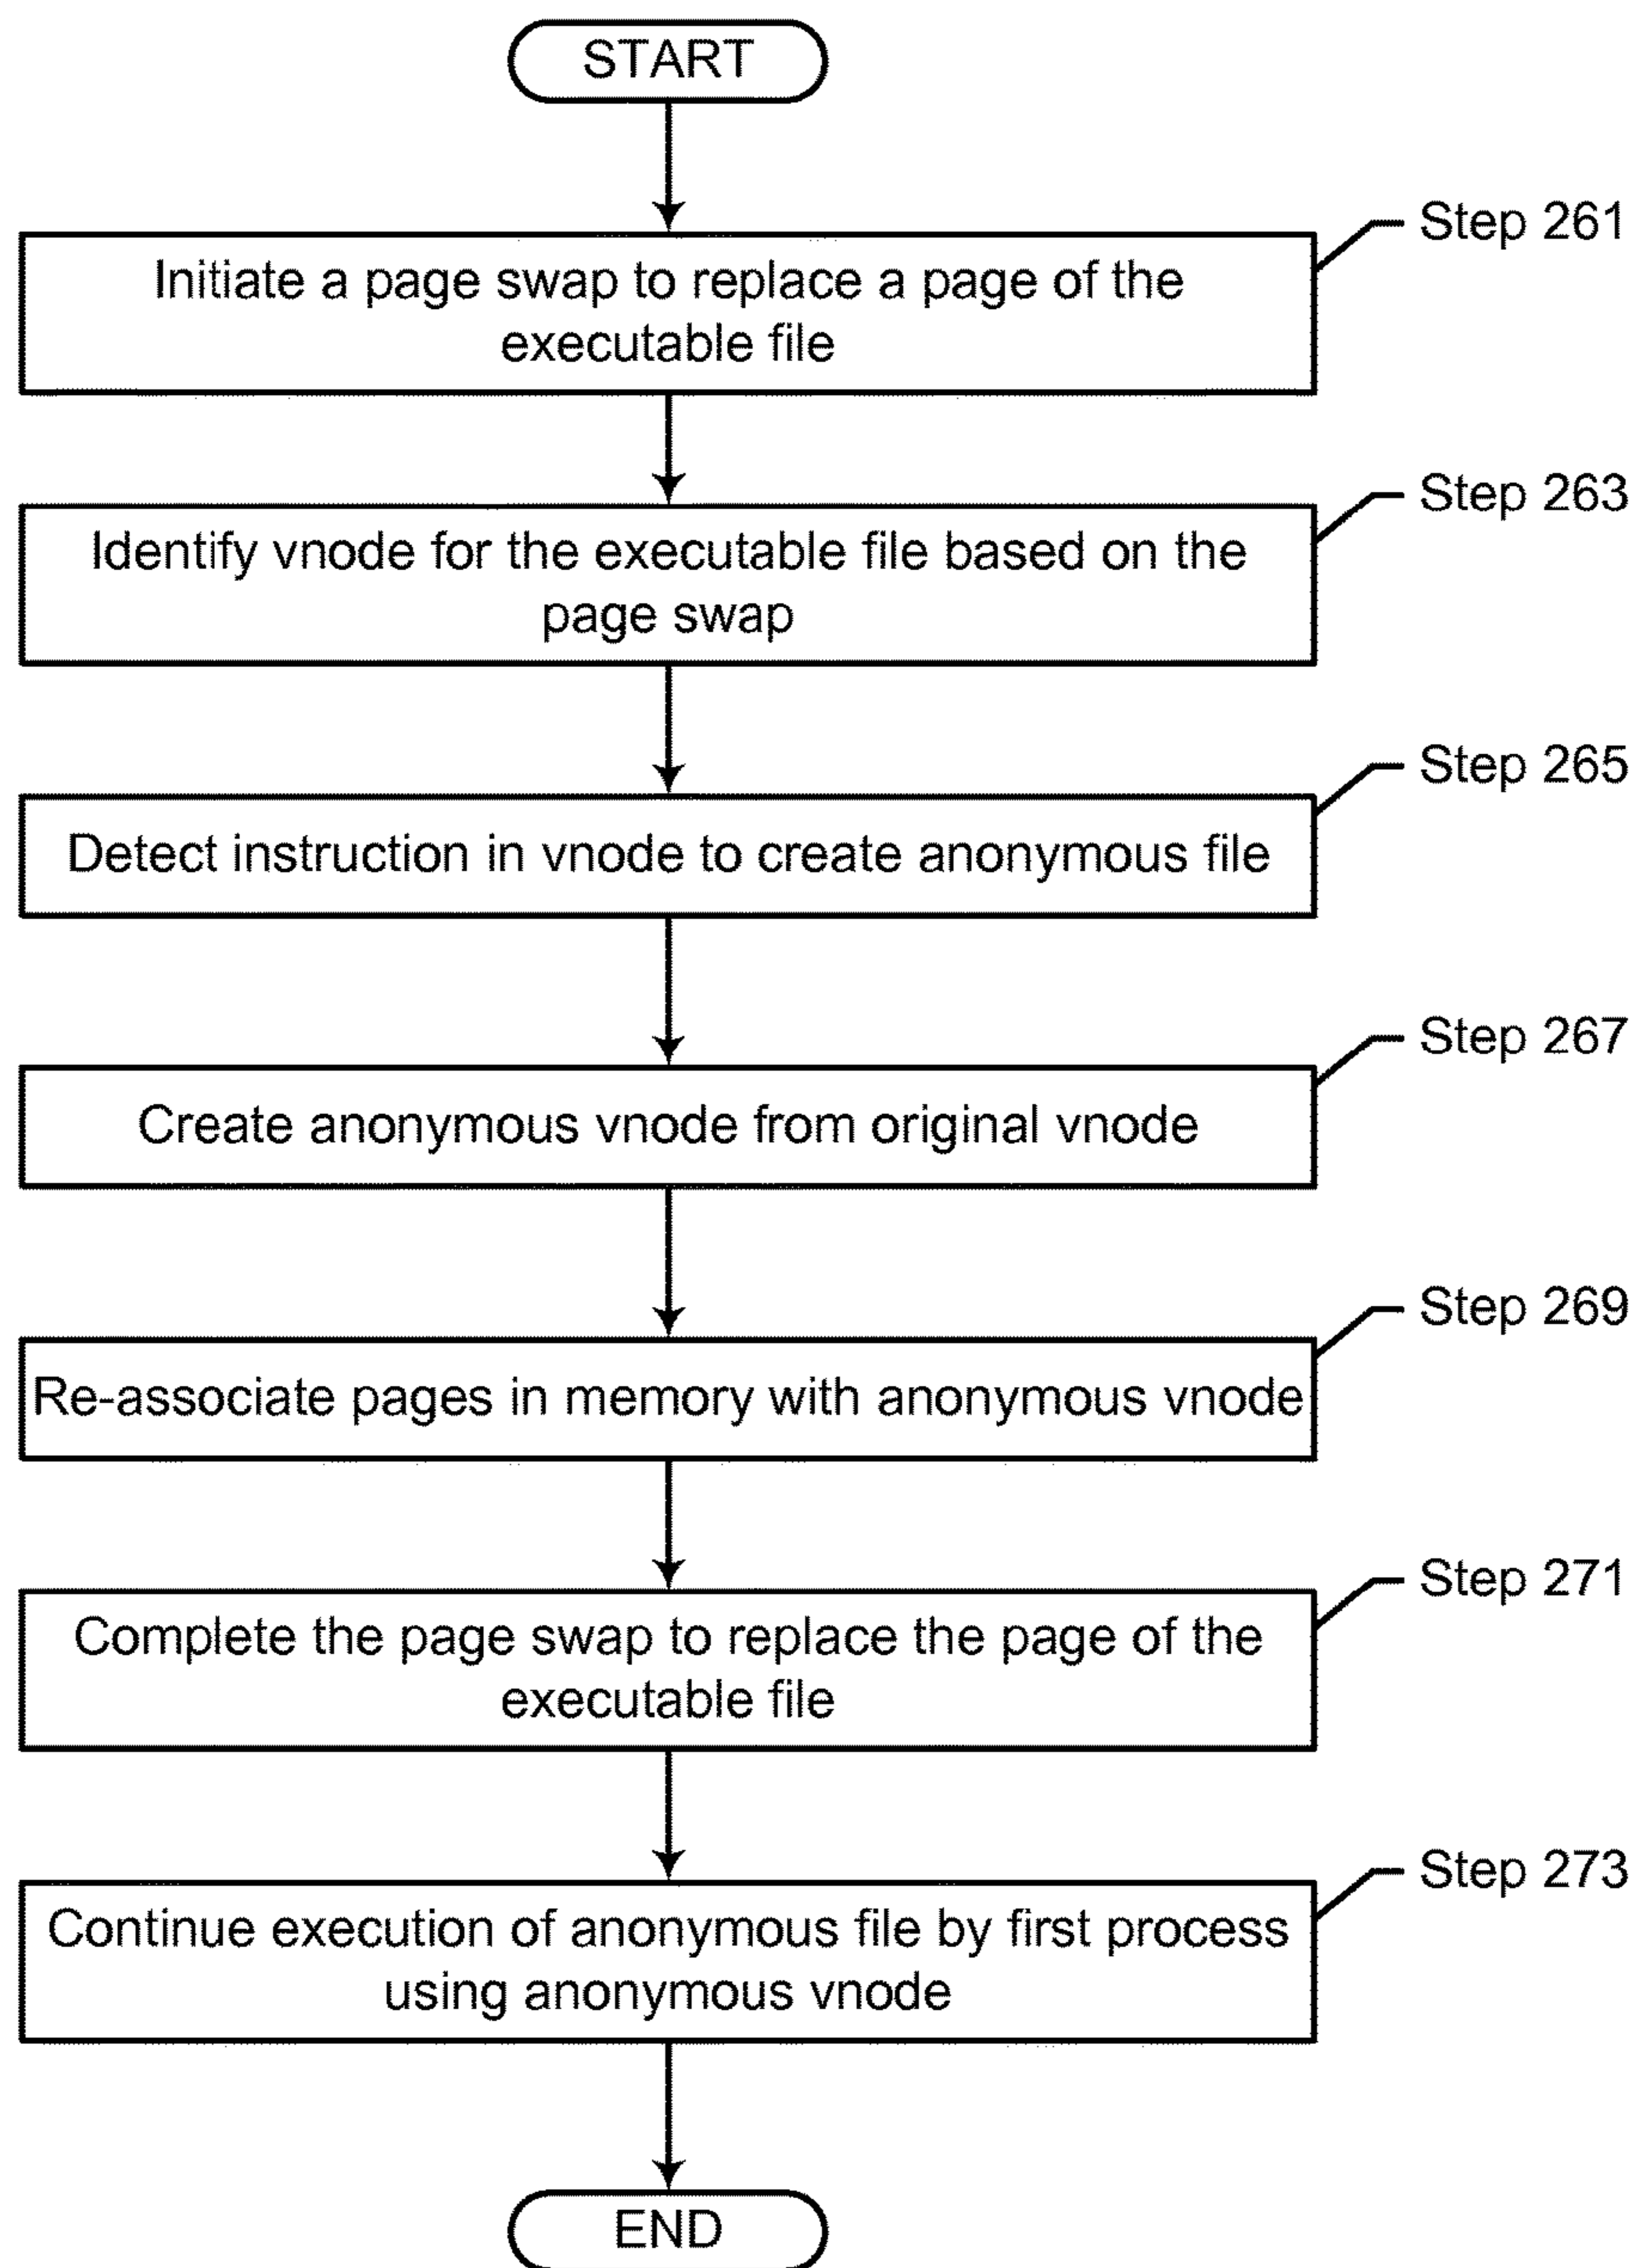 START
Step 261
Initiate a page swap to replace a page of the
executable file
Step 263
Identify vnode for the executable file based on the
page swap
Step 265
Detect instruction in vnode to create anonymous file
Step 267
Create anonymous vnode from original vnode
Step 269
Re-associate pages in memory with anonymous vnode
Step 271
Complete the page swap to replace the page of the
executable file
Step 273
Continue execution of anonymous file by first process
using anonymous vnode
END